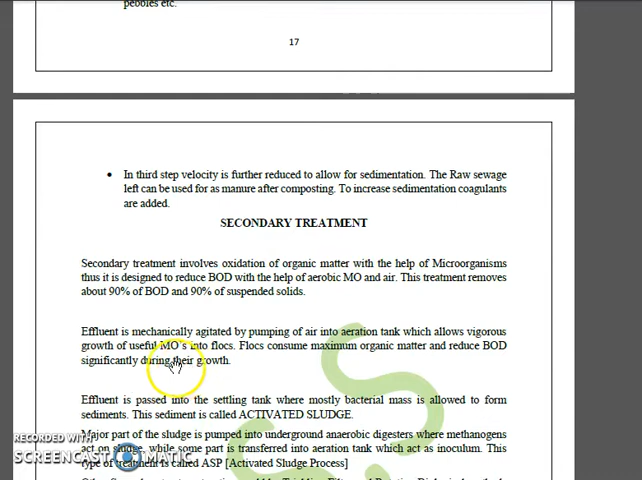 pebbles etc.
17
• In third step velocity is further reduced to allow for sedimentation. The Raw sewage
left can be used for as manure after composting. To increase sedimentation coagulants
are added.
SECONDARY TREATMENT
Secondary treatment involves oxidation of organic matter with the help of Microorganisms
thus it is designed to reduce BOD with the help of aerobic MO and air. This treatment removes
about 90% of BOD and 90% of suspended solids.
Effluent is mechanically agitated by pumping of air into aeration tank which allows vigorous
growth of useful MO's into flocs. Flocs consume maximum organic matter and reduce BOD
significantly during their growth.
Effluent is passed into the settling tank where mostly bacterial mass is allowed to form
sediments. This sediment is called ACTIVATED SLUDGE.
Major part of the sludge is pumped into underground anaerobic digesters where methanogens
act on sludge, while some part is transferred into aeration tank which act as inoculum. This
type of treatment is called ASP [Activated Sludge Process]
RECORDED WITH
SCREENCAST MATIC
S.S